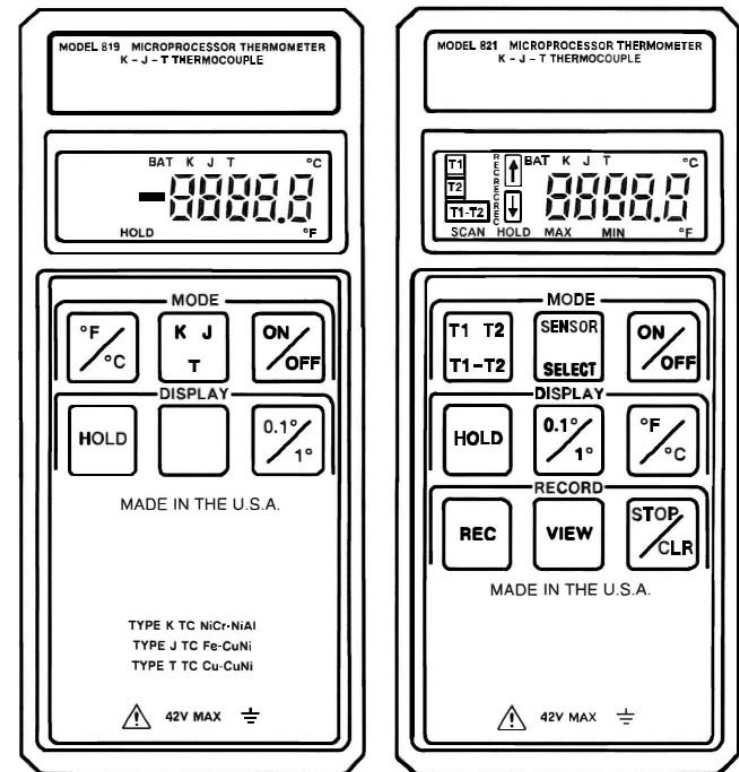 MODEL 819 MICROPROCESSOR THERMOMETER
K – J – T THERMOCOUPLE
BAT K J T °C
-8888.8
HOLD °F
MODE
°F/°C
K J
T
ON/OFF
DISPLAY
HOLD
0.1°/1°
MADE IN THE U.S.A.
TYPE K TC NiCr-NiAl
TYPE J TC Fe-CuNi
TYPE T TC Cu-CuNi
42V MAX
MODEL 821 MICROPROCESSOR THERMOMETER
K – J – T THERMOCOUPLE
T1
T2
T1-T2
RECRECREC
BAT K J T °C
8888.8
SCAN HOLD MAX MIN °F
MODE
T1 T2
T1-T2
SENSOR
SELECT
ON/OFF
DISPLAY
HOLD
0.1°/1°
°F/°C
RECORD
REC
VIEW
STOP/CLR
MADE IN THE U.S.A.
42V MAX